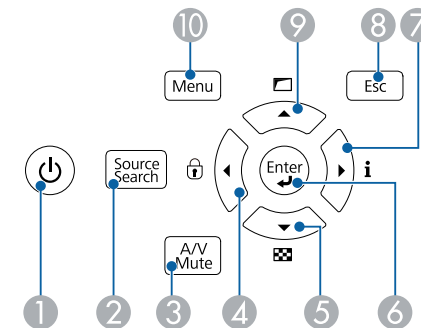 10 9 8 7
Menu
Esc
Source
Search
Enter
i
A/V
Mute
1 2 3 4 5 6